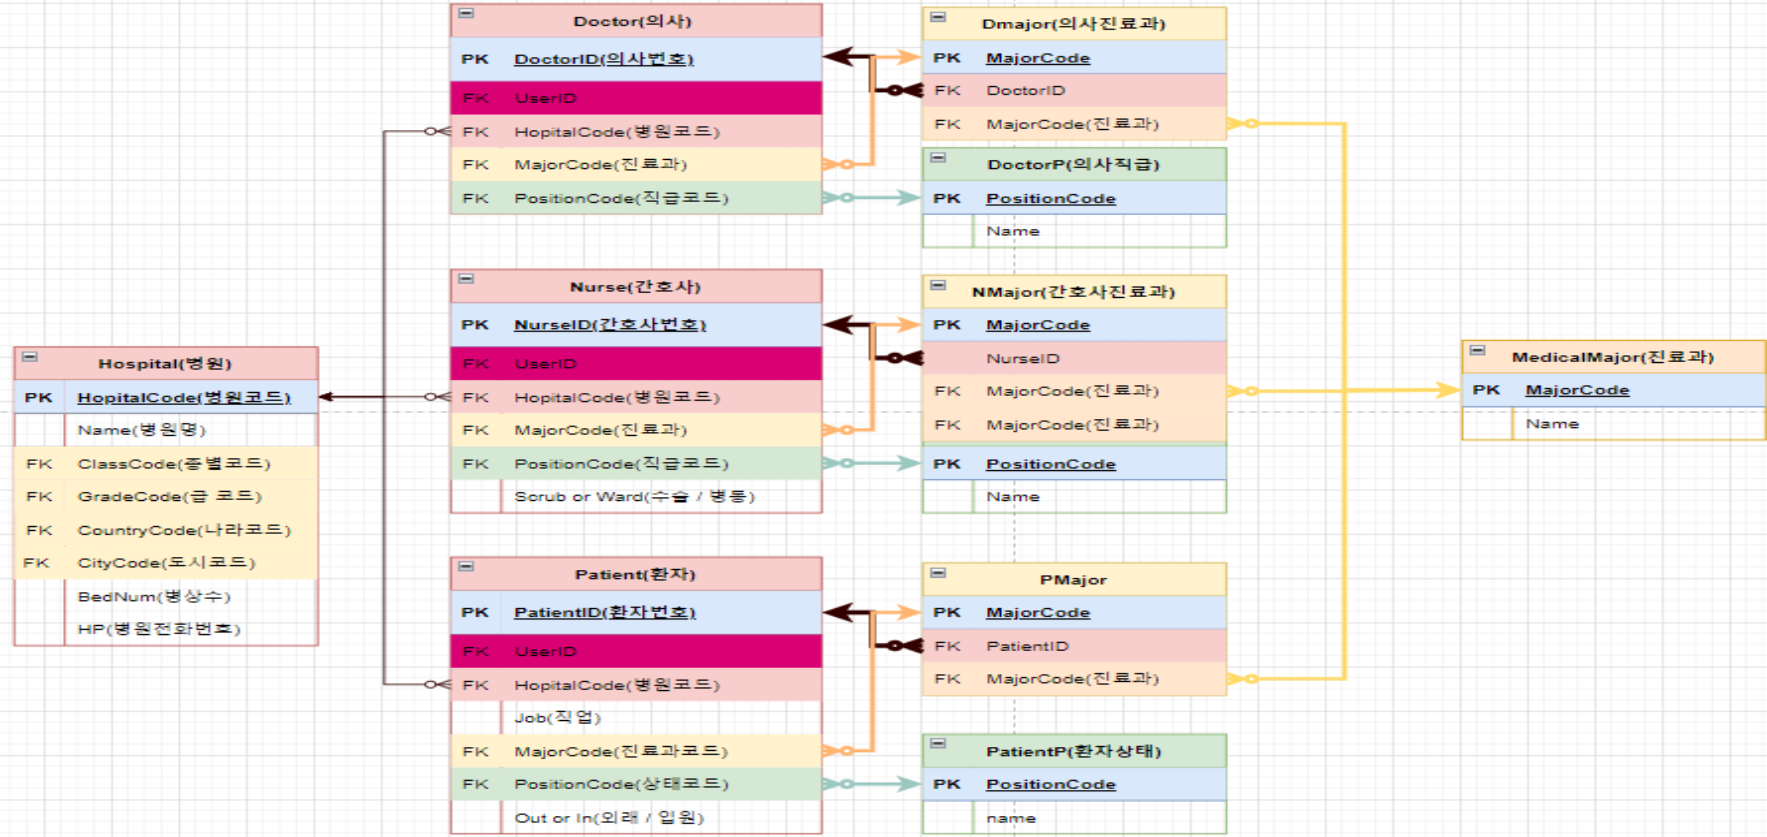 Doctor(의사)
PK DoctorID(의사번호)
FK UserID
FK HopitalCode(병원코드)
FK MajorCode(진료과)
FK PositionCode(직급코드)
Dmajor(의사진료과)
PK MajorCode
FK DoctorID
FK MajorCode(진료과)
DoctorP(의사직급)
PK PositionCode
Name
Nurse(간호사)
PK NurseID(간호사번호)
FK UserID
FK HopitalCode(병원코드)
FK MajorCode(진료과)
FK PositionCode(직급코드)
Scrub or Ward(수술 / 병동)
NMajor(간호사진료과)
PK MajorCode
NurseID
FK MajorCode(진료과)
FK MajorCode(진료과)
PK PositionCode
Name
Hospital(병원)
PK HopitalCode(병원코드)
Name(병원명)
FK ClassCode(종별코드)
FK GradeCode(급 코드)
FK CountryCode(나라코드)
FK CityCode(도시코드)
BedNum(병상수)
HP(병원전화번호)
MedicalMajor(진료과)
PK MajorCode
Name
Patient(환자)
PK PatientID(환자번호)
FK UserID
FK HopitalCode(병원코드)
Job(직업)
FK MajorCode(진료과코드)
FK PositionCode(상태코드)
Out or In(외래 / 입원)
PMajor
PK MajorCode
FK PatientID
FK MajorCode(진료과)
PatientP(환자상태)
PK PositionCode
name